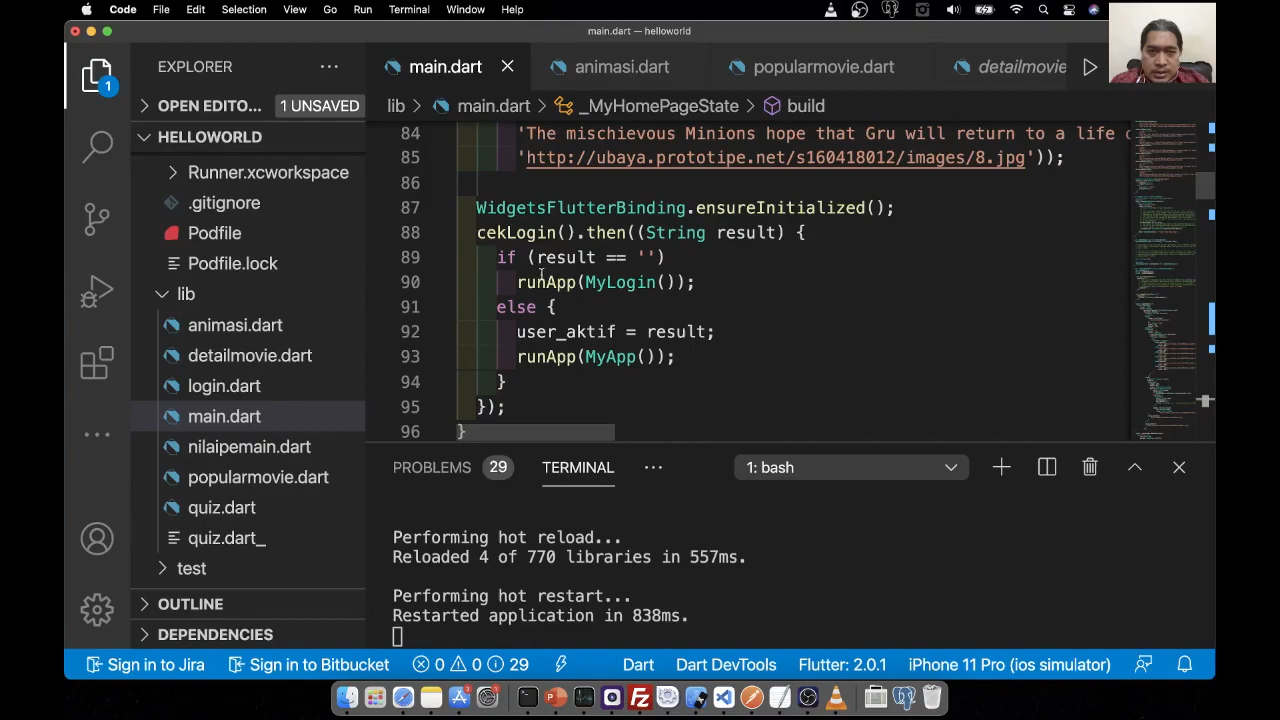 Code File Edit Selection View Go Run Terminal Window Help
main.dart — helloworld
EXPLORER
main.dart animasi.dart popularmovie.dart detailmovie
OPEN EDITO... 1 UNSAVED
lib main.dart _MyHomePageState build
HELLOWORLD
Runner.xcworkspace
.gitignore
Podfile
Podfile.lock
lib
animasi.dart
detailmovie.dart
login.dart
main.dart
nilaipemain.dart
popularmovie.dart
quiz.dart
quiz.dart_
test
OUTLINE
DEPENDENCIES
1
84 'The mischievous Minions hope that Gru will return to a life
85 'http://ubaya.prototipe.net/s160418012/images/8.jpg'));
86
87 WidgetsFlutterBinding.ensureInitialized();
88 ekLogin().then((String result) {
89 if (result == '')
90 runApp(MyLogin());
91 else {
92 user_aktif = result;
93 runApp(MyApp());
94 }
95 });
96 }
PROBLEMS 29 TERMINAL 1: bash
Performing hot reload...
Reloaded 4 of 770 libraries in 557ms.
Performing hot restart...
Restarted application in 838ms.
Sign in to Jira Sign in to Bitbucket 0 0 29 Dart Dart DevTools Flutter: 2.0.1 iPhone 11 Pro (ios simulator)